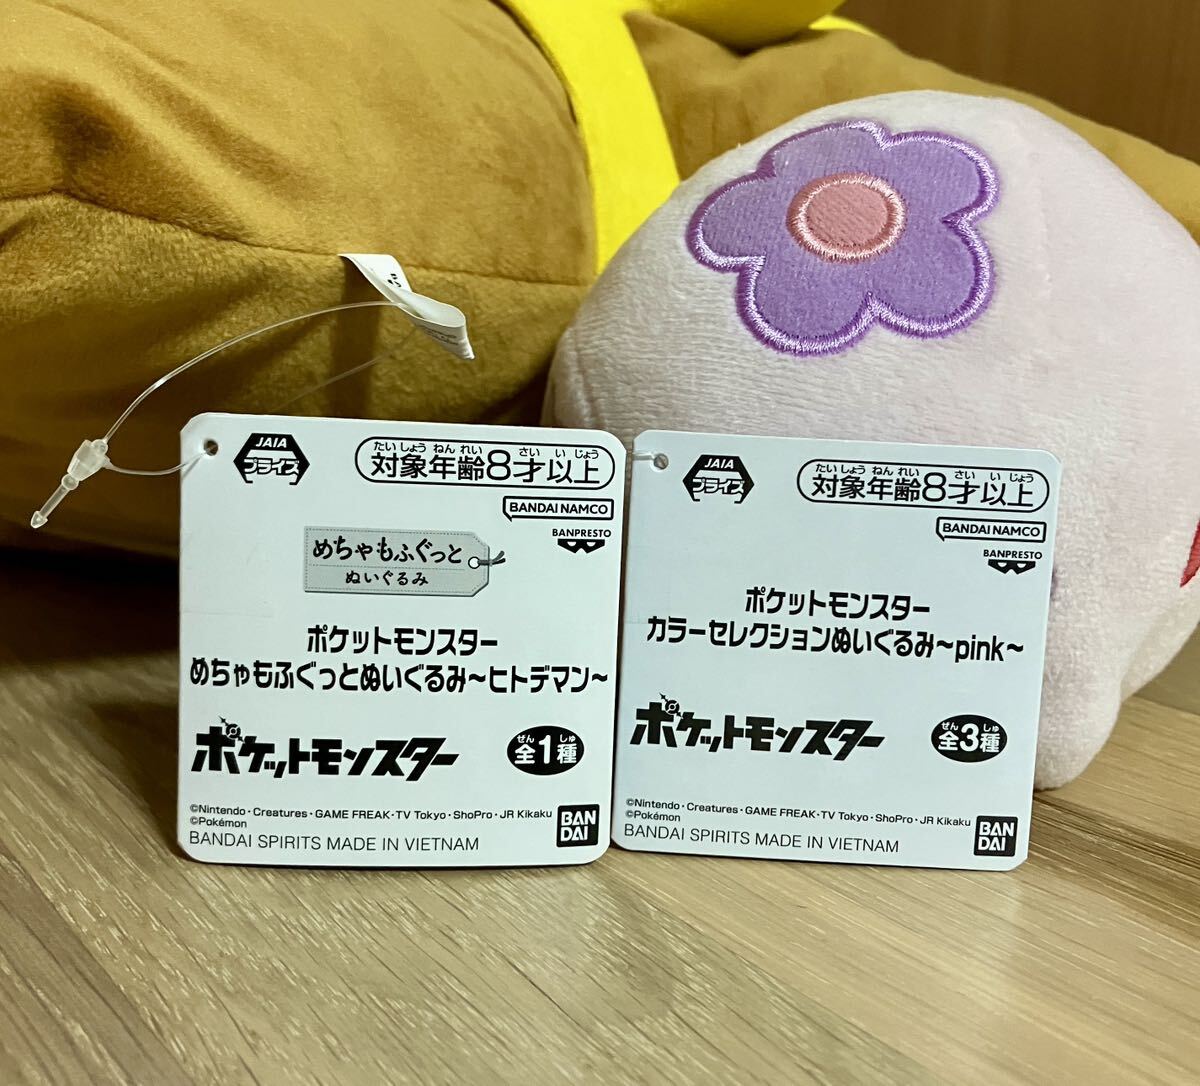 JAIA
プライズ
たいしょうねんれい さい いじょう
対象年齢8才以上
BANDAI NAMCO
BANPRESTO
めちゃもふぐっと
ぬいぐるみ
ポケットモンスター
めちゃもふぐっとぬいぐるみ～ヒトデマン～
ポケットモンスター
ぜん しゅ
全1種
©Nintendo・Creatures・GAME FREAK・TV Tokyo・ShoPro・JR Kikaku
©Pokémon
BANDAI SPIRITS MADE IN VIETNAM
BAN
DAI
JAIA
プライズ
たいしょうねんれい さい いじょう
対象年齢8才以上
BANDAI NAMCO
BANPRESTO
ポケットモンスター
カラーセレクションぬいぐるみ～pink～
ポケットモンスター
ぜん しゅ
全3種
©Nintendo・Creatures・GAME FREAK・TV Tokyo・ShoPro・JR Kikaku
©Pokémon
BANDAI SPIRITS MADE IN VIETNAM
BAN
DAI